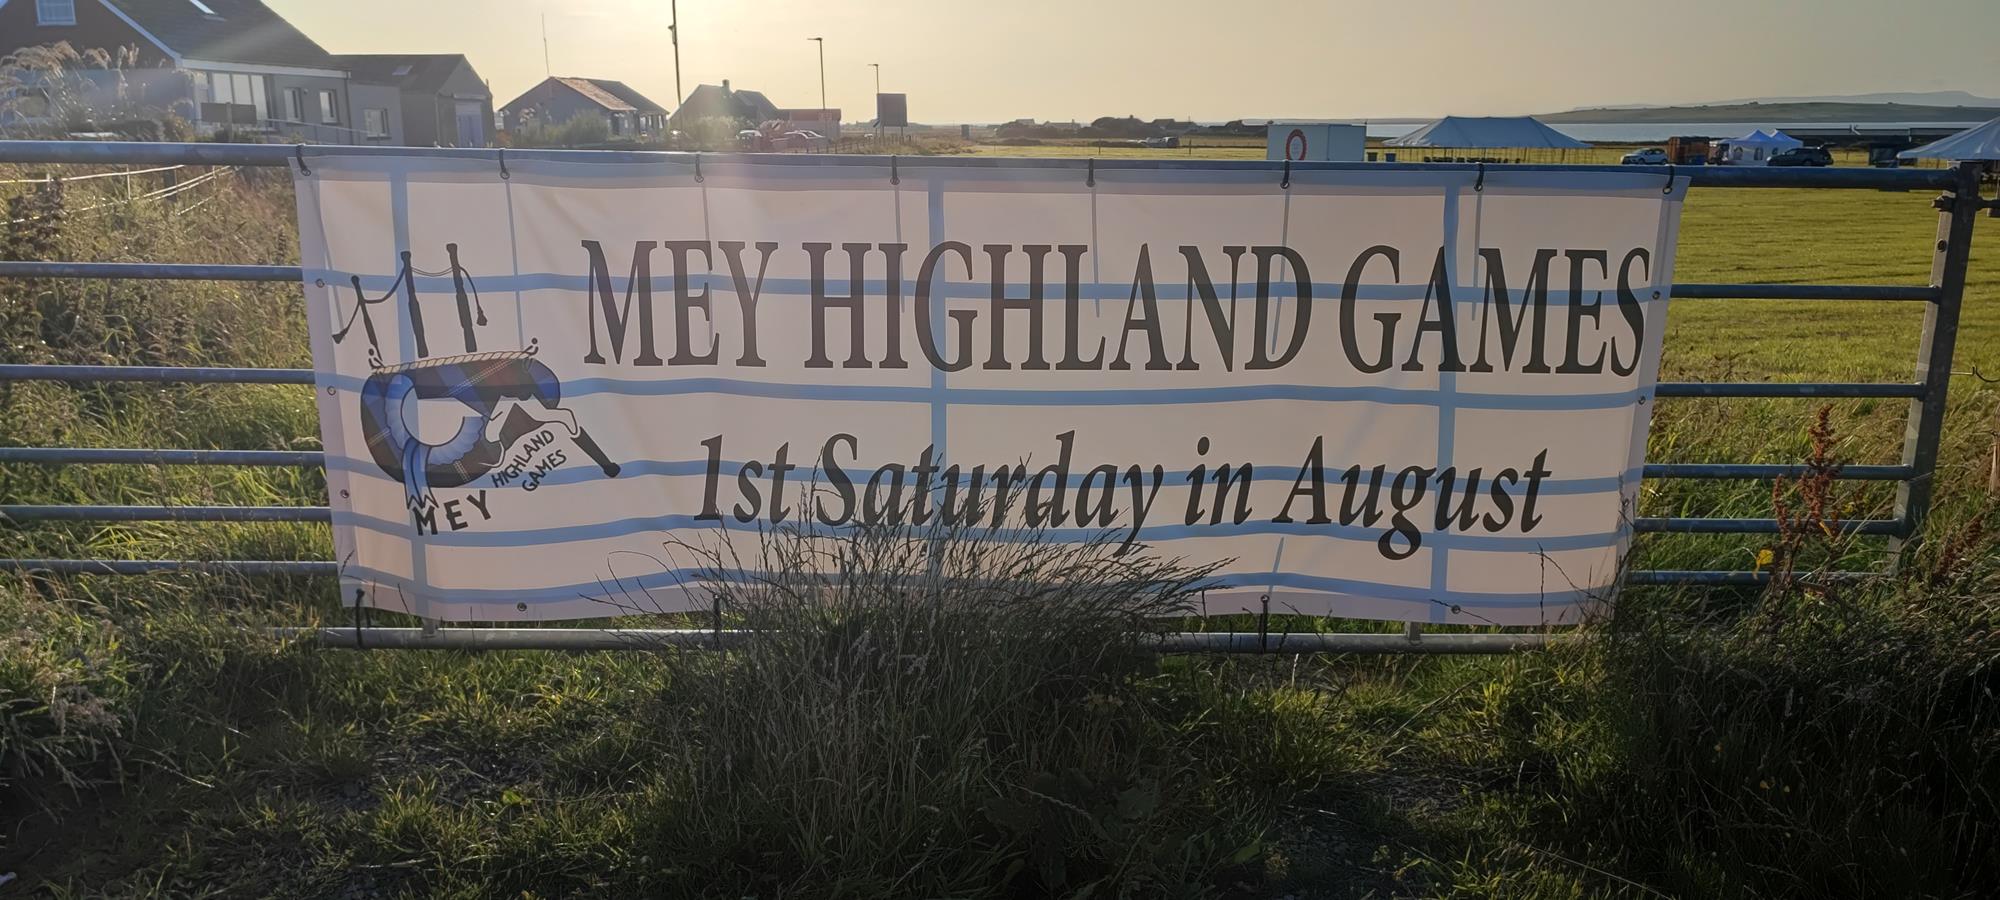 MEY HIGHLAND GAMES
1st Saturday in August
MEY HIGHLAND
GAMES